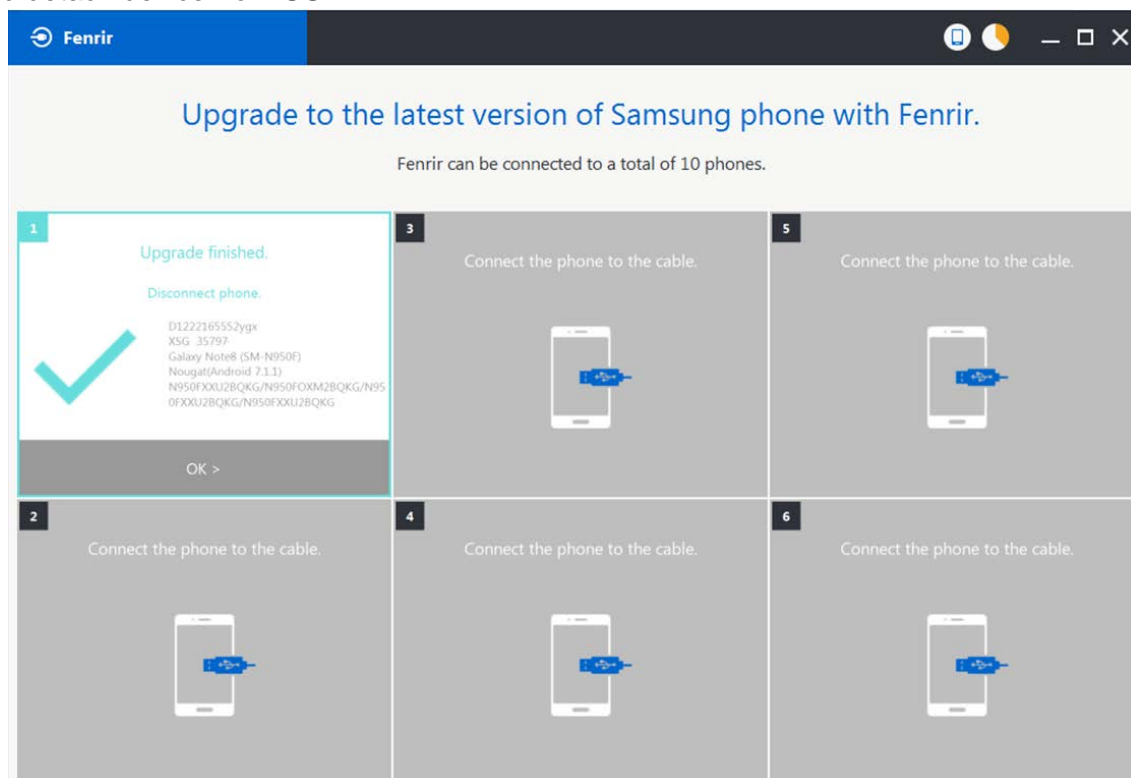 Fenrir
Upgrade to the latest version of Samsung phone with Fenrir.
Fenrir can be connected to a total of 10 phones.
1
Upgrade finished.
Disconnect phone.
D1222165552ygx
XSG 35797
Galaxy Note8 (SM-N950F)
Nougat(Android 7.1.1)
N950FXXU2BQKG/N950FOXM2BQKG/N95
0FXXU2BQKG/N950FXXU2BQKG
OK >
2
Connect the phone to the cable.
3
Connect the phone to the cable.
4
Connect the phone to the cable.
5
Connect the phone to the cable.
6
Connect the phone to the cable.